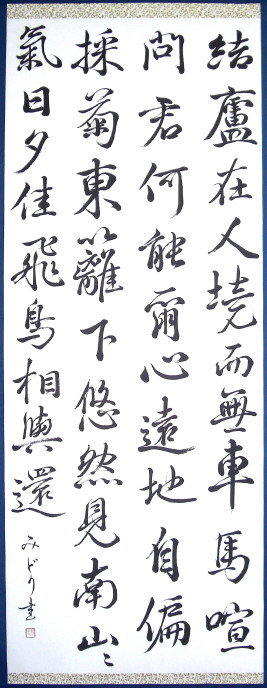 結廬在人境而無車馬喧
問君何能爾心遠地自偏
採菊東籬下悠然見南山〻
氣日夕佳飛鳥相與還
みどり書